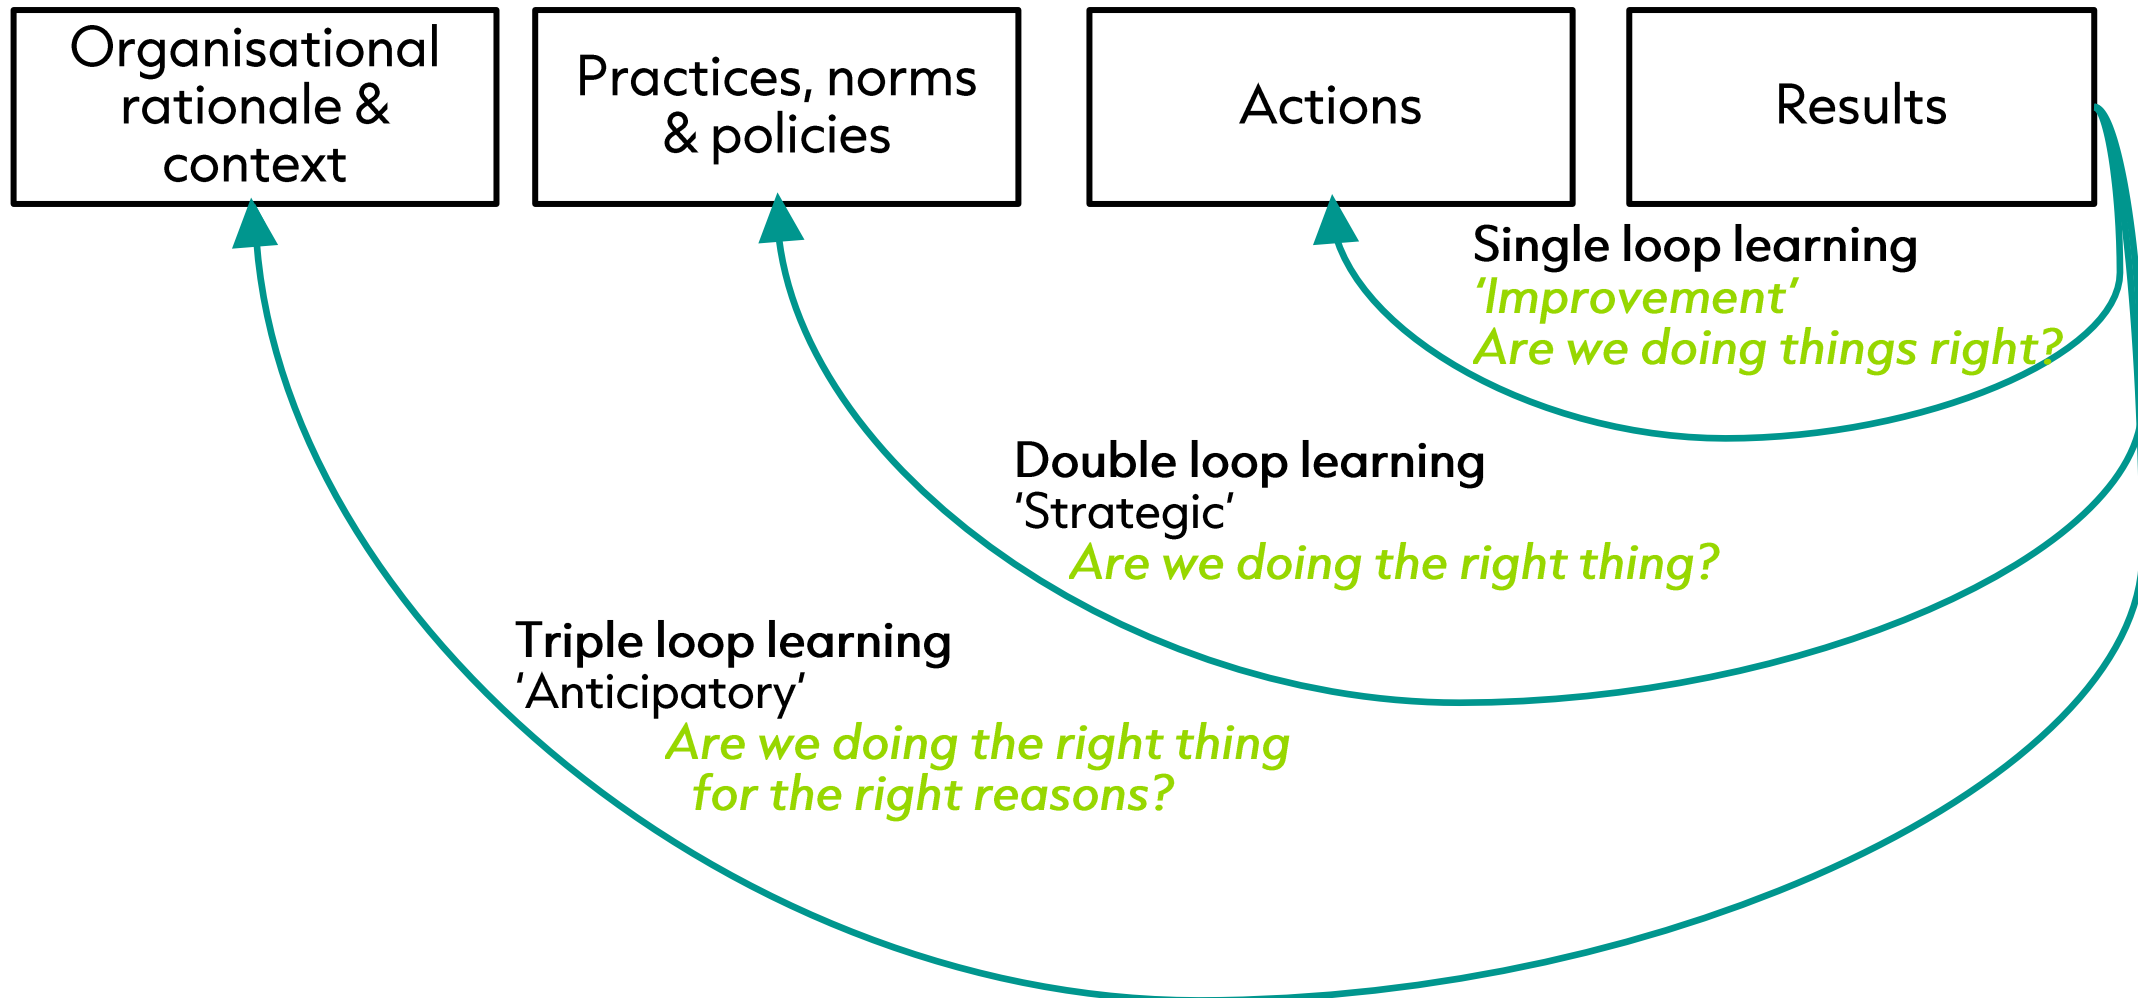 Organisational
rationale &
context
Practices, norms
& policies
Actions
Results
Single loop learning
‘Improvement’
Are we doing things right?
Double loop learning
‘Strategic’
Are we doing the right thing?
Triple loop learning
‘Anticipatory’
Are we doing the right thing
for the right reasons?